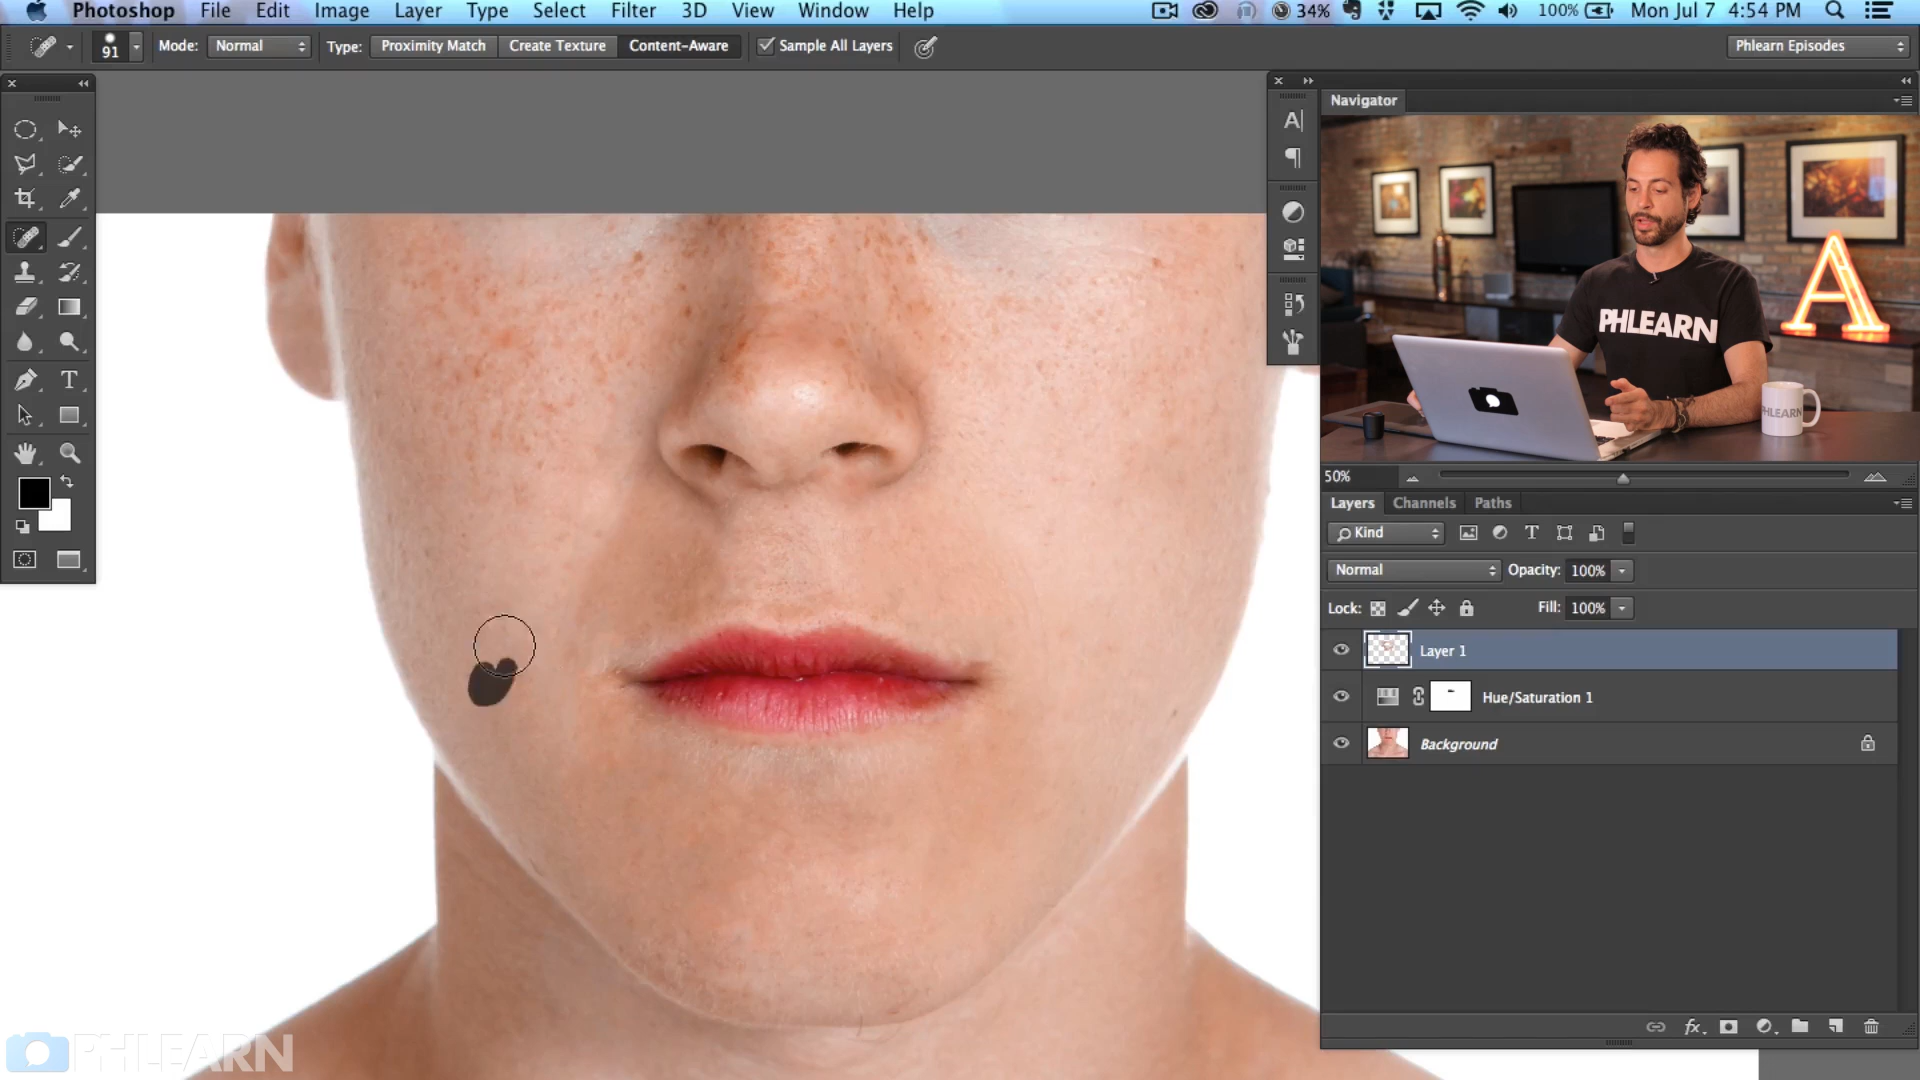 Photoshop File Edit Image Layer Type Select Filter 3D View Window Help 34% 100% Mon Jul 7 4:54 PM
91 Mode: Normal Type: Proximity Match Create Texture Content-Aware Sample All Layers Phlearn Episodes
Navigator
A
PHLEARN
PHLEARN
T
50%
Layers Channels Paths
Kind T
Normal Opacity: 100%
Lock: Fill: 100%
Layer 1
Hue/Saturation 1
Background
fx
PHLEARN